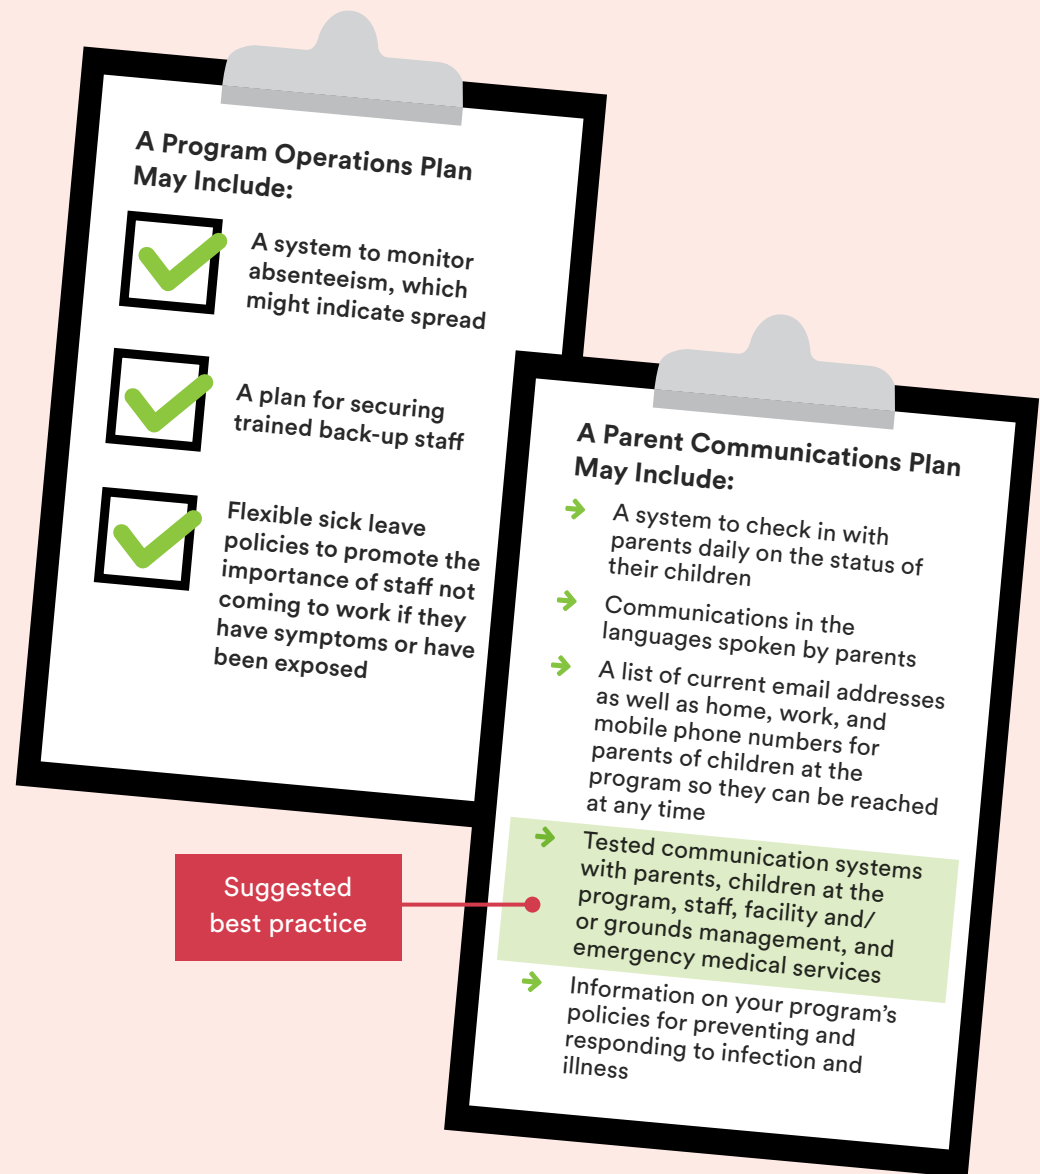 A Program Operations Plan
May Include:
A system to monitor
absenteeism, which
might indicate spread
A plan for securing
trained back-up staff
Flexible sick leave
policies to promote the
importance of staff not
coming to work if they
have symptoms or have
been exposed
A Parent Communications Plan
May Include:
A system to check in with
parents daily on the status of
their children
Communications in the
languages spoken by parents
A list of current email addresses
as well as home, work, and
mobile phone numbers for
parents of children at the
program so they can be reached
at any time
Tested communication systems
with parents, children at the
program, staff, facility and/
or grounds management, and
emergency medical services
Suggested
best practice
Information on your program’s
policies for preventing and
responding to infection and
illness